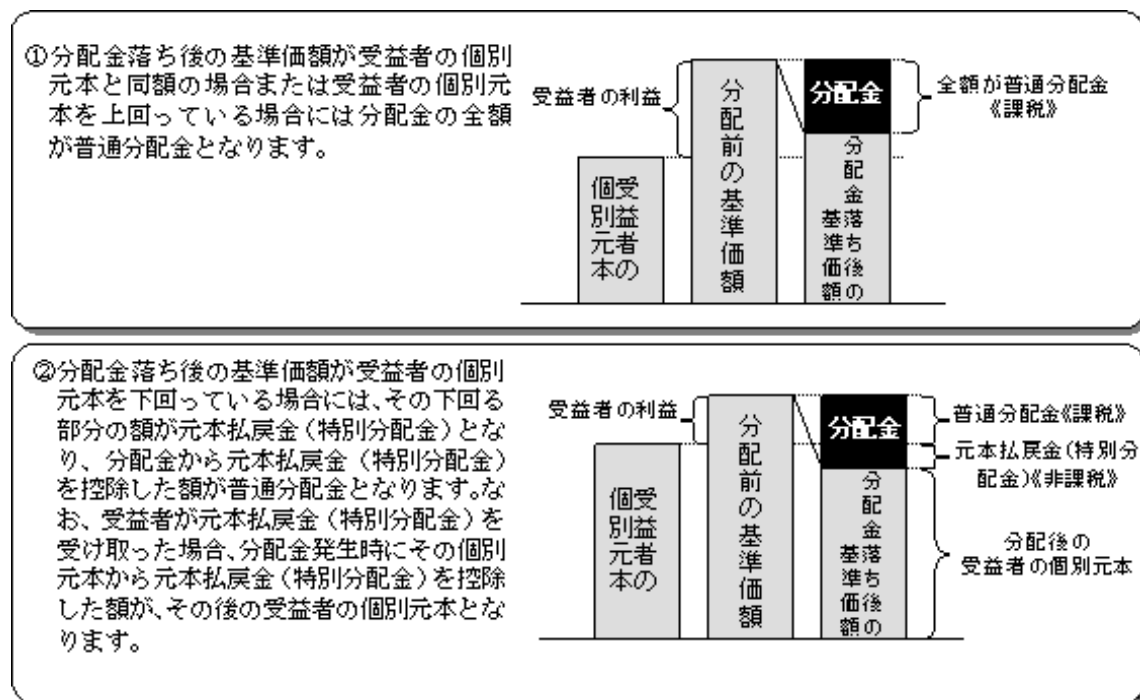 ①分配金落ち後の基準価額が受益者の個別
元本と同額の場合または受益者の個別元
本を上回っている場合には分配金の全額
が普通分配金となります。
受益者の利益
個別元本
受益者の
分配前の基準価額
分配金
分配金落ち後の
基準価額
全額が普通分配金
《課税》
②分配金落ち後の基準価額が受益者の個別
元本を下回っている場合には、その下回る
部分の額が元本払戻金(特別分配金)とな
り、分配金から元本払戻金(特別分配金)
を控除した額が普通分配金となります。な
お、受益者が元本払戻金(特別分配金)を
受け取った場合、分配金発生時にその個別
元本から元本払戻金(特別分配金)を控除
した額が、その後の受益者の個別元本とな
ります。
受益者の利益
受益者の
個別元本
分配前の基準価額
分配金
分配金落ち後の
基準価額
普通分配金《課税》
元本払戻金(特別分
配金)《非課税》
分配後の
受益者の個別元本